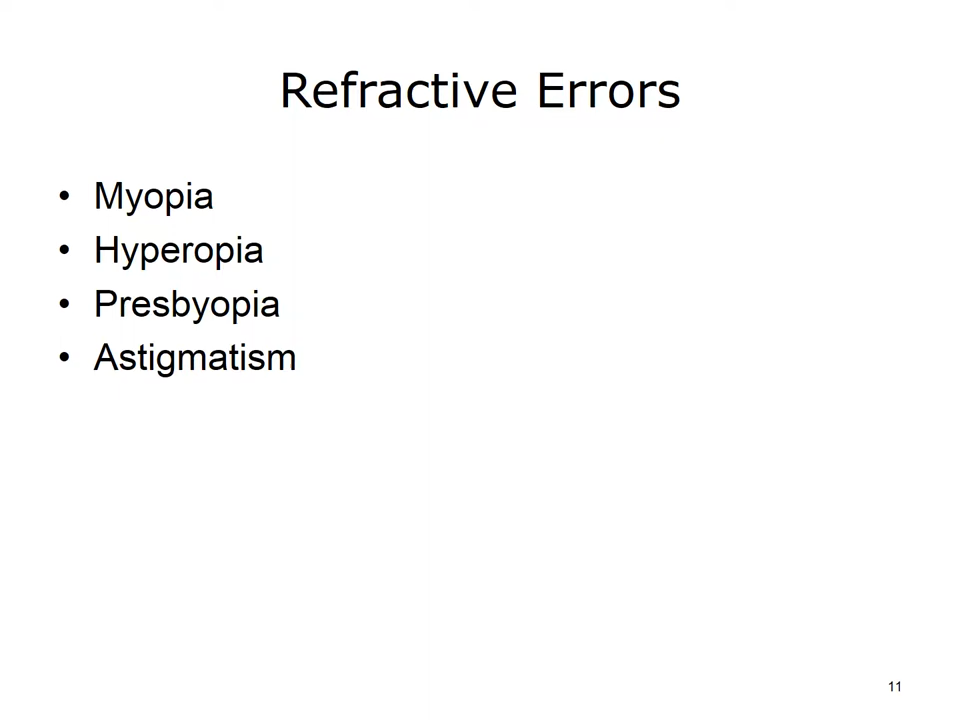 Refractive Errors
• Myopia
• Hyperopia
• Presbyopia
• Astigmatism
11